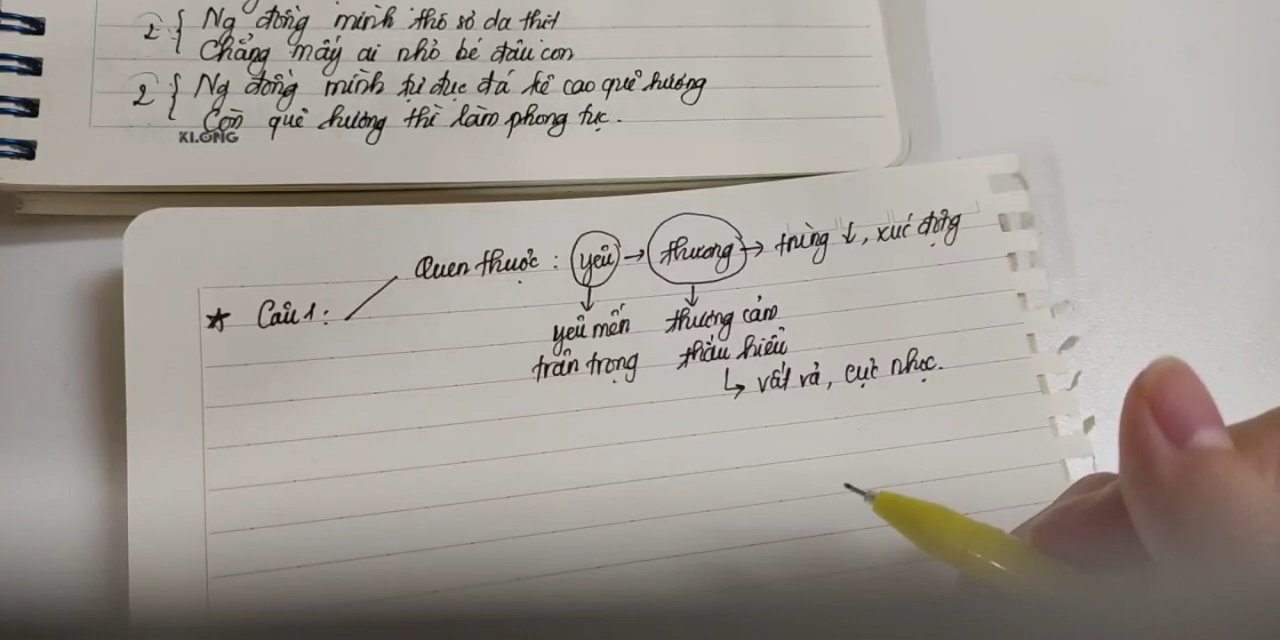 2 { Ng đồng mình thô sơ da thịt
Chẳng mấy ai nhỏ bé đâu con
2 { Ng đồng mình tự đục đá kê cao quê hương
Còn quê hương thì làm phong tục.
KLONG
* Câu 1: Quen thuộc : yêu → thương → trùng ↓, xúc động
yêu mến
trân trọng
thương cảm
thấu hiểu
↳ vất vả, cực nhọc.